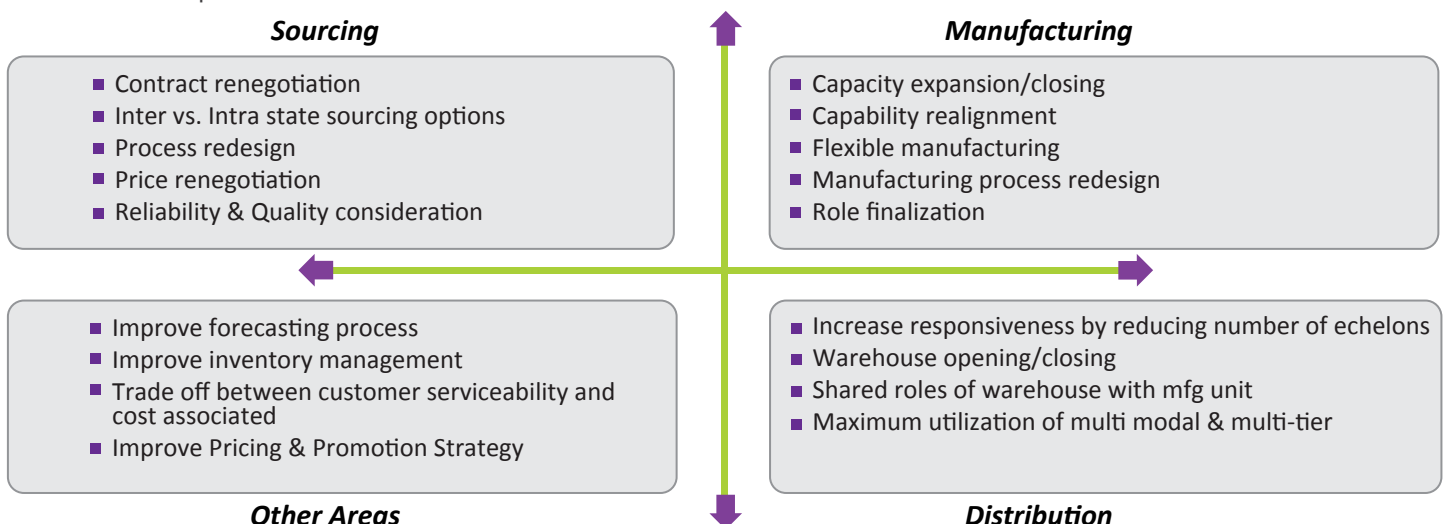 Sourcing
Contract renegotiation
Inter vs. Intra state sourcing options
Process redesign
Price renegotiation
Reliability & Quality consideration
Manufacturing
Capacity expansion/closing
Capability realignment
Flexible manufacturing
Manufacturing process redesign
Role finalization
Improve forecasting process
Improve inventory management
Trade off between customer serviceability and
cost associated
Improve Pricing & Promotion Strategy
Other Areas
Increase responsiveness by reducing number of echelons
Warehouse opening/closing
Shared roles of warehouse with mfg unit
Maximum utilization of multi modal & multi-tier
Distribution